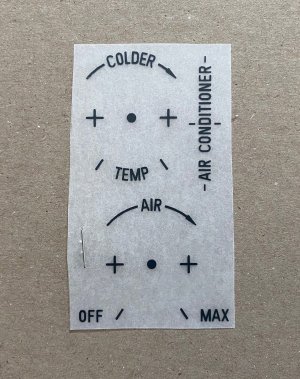 COLDER
TEMP
- AIR CONDITIONER -
AIR
OFF
MAX